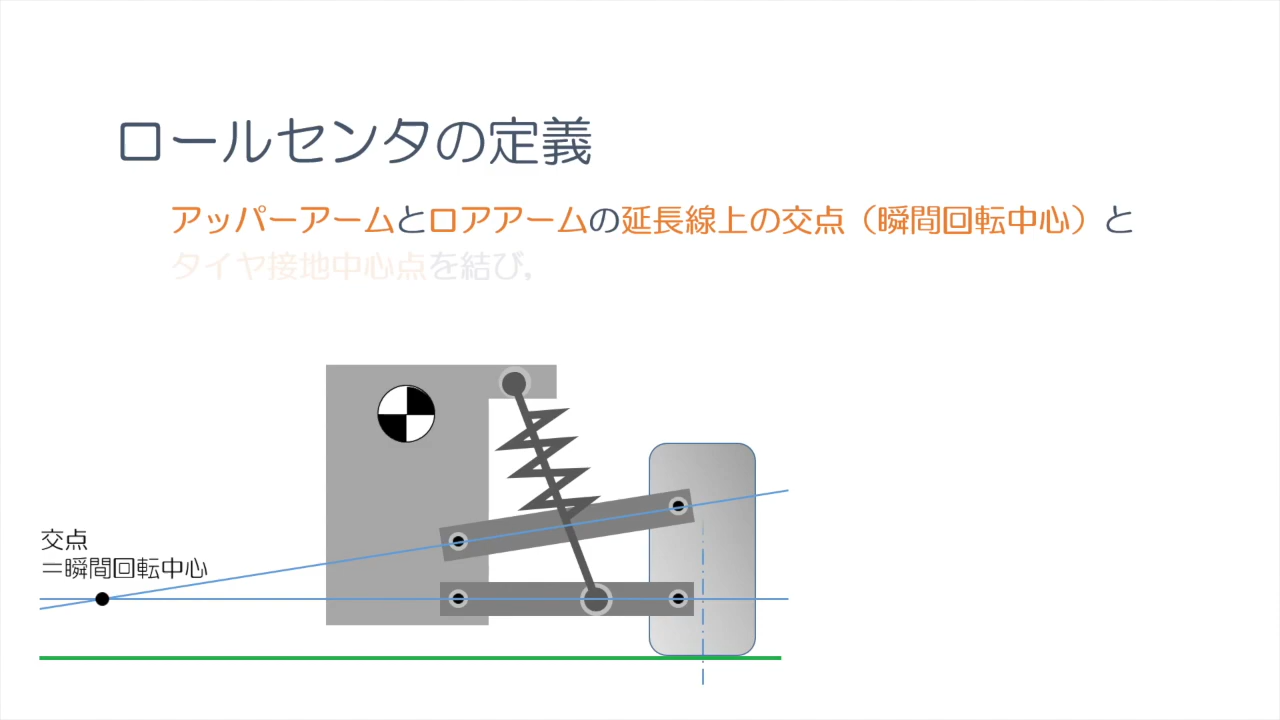 ロールセンタの定義
アッパーアームとロアアームの延長線上の交点（瞬間回転中心）と
タイヤ接地中心点を結び，
交点
＝瞬間回転中心